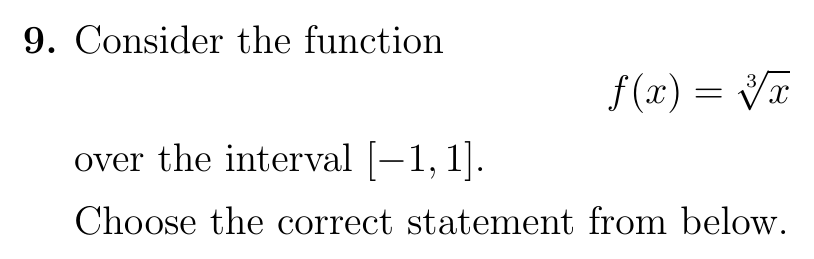 9. Consider the function
f(x) = ∛x
over the interval [−1, 1].
Choose the correct statement from below.